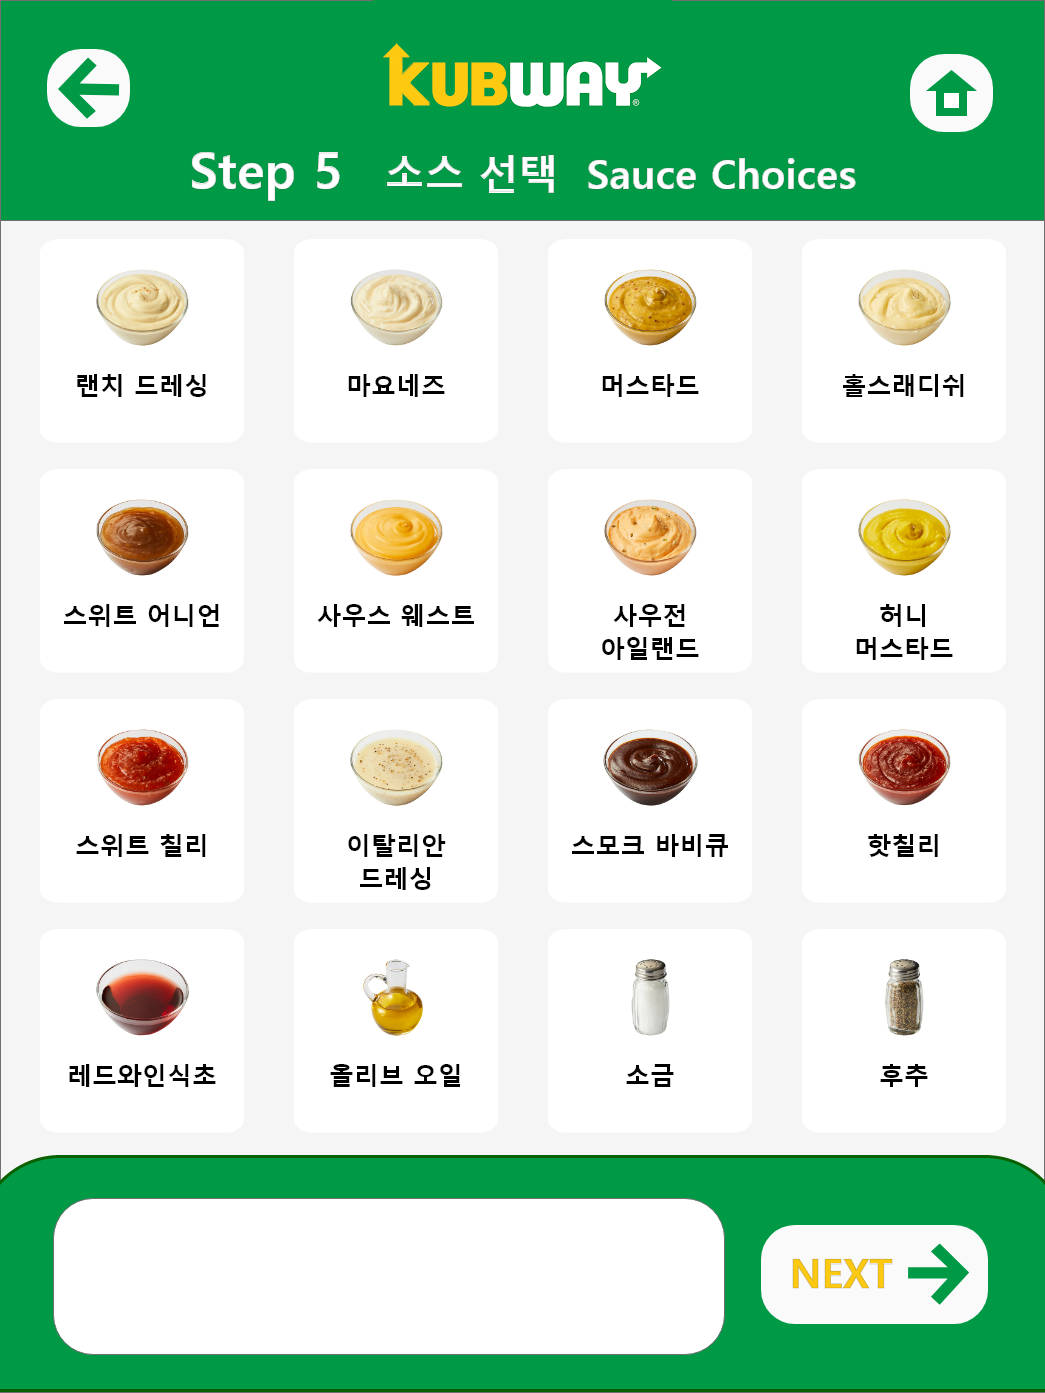 KUBWAY®
Step 5 소스 선택 Sauce Choices
랜치 드레싱
마요네즈
머스타드
홀스래디쉬
스위트 어니언
사우스 웨스트
사우전
아일랜드
허니
머스타드
스위트 칠리
이탈리안
드레싱
스모크 바비큐
핫칠리
레드와인식초
올리브 오일
소금
후추
NEXT